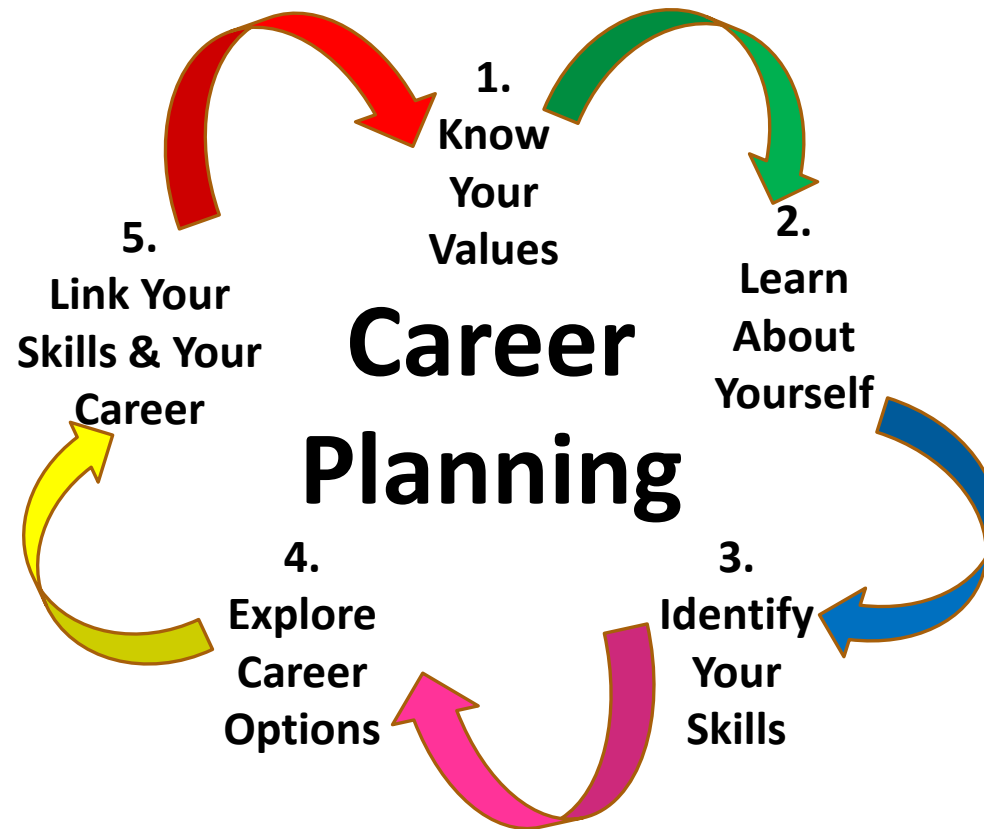 Career
Planning
1.
Know
Your
Values
2.
Learn
About
Yourself
3.
Identify
Your
Skills
4.
Explore
Career
Options
5.
Link Your
Skills & Your
Career